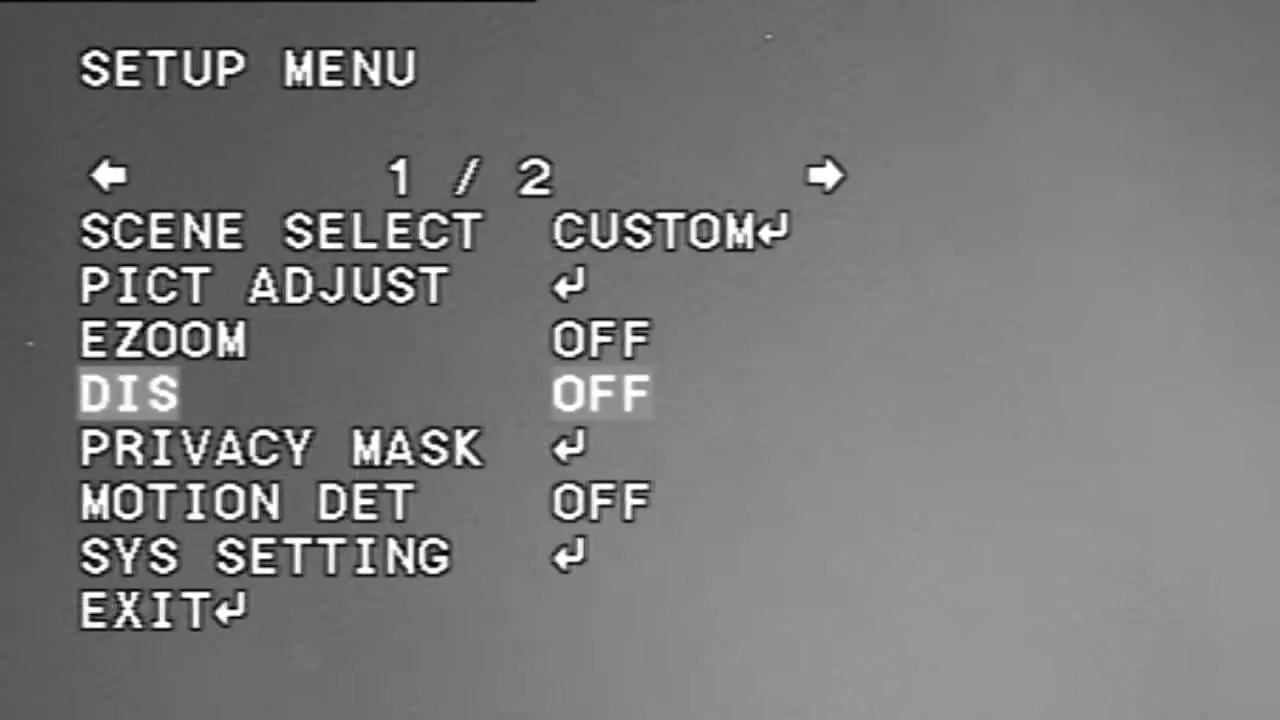 SETUP MENU
← 1 / 2 →
SCENE SELECT CUSTOM↵
PICT ADJUST ↵
EZOOM OFF
DIS OFF
PRIVACY MASK ↵
MOTION DET OFF
SYS SETTING ↵
EXIT↵